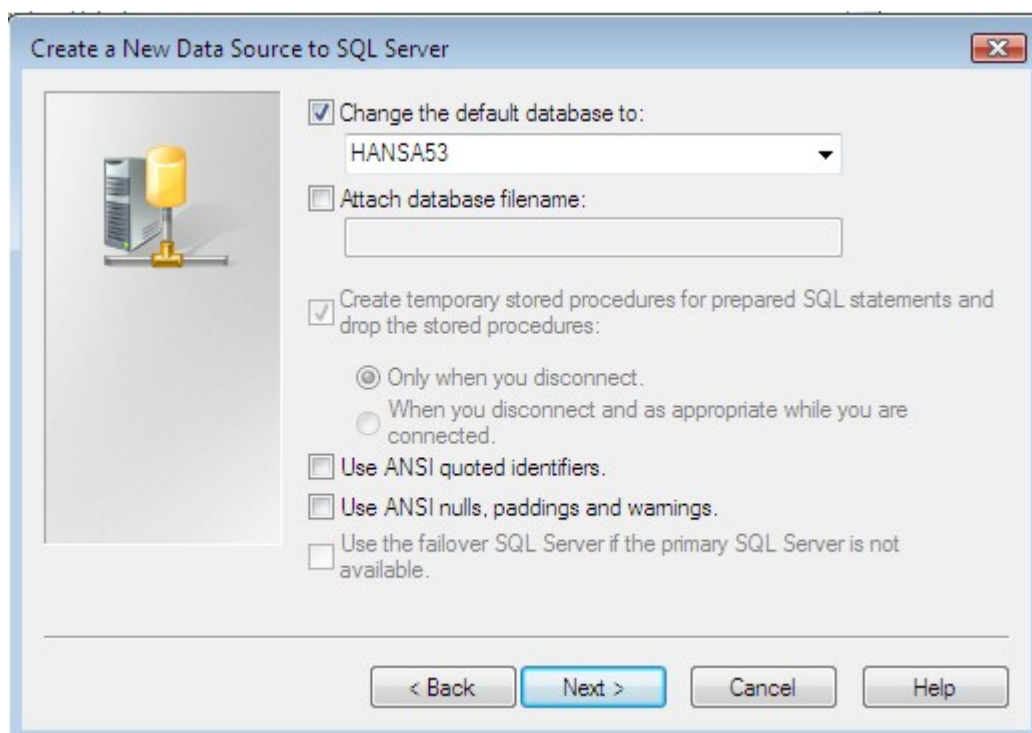 Create a New Data Source to SQL Server
Change the default database to:
HANSA53
Attach database filename:
Create temporary stored procedures for prepared SQL statements and
drop the stored procedures:
Only when you disconnect.
When you disconnect and as appropriate while you are
connected.
Use ANSI quoted identifiers.
Use ANSI nulls, paddings and warnings.
Use the failover SQL Server if the primary SQL Server is not
available.
< Back
Next >
Cancel
Help